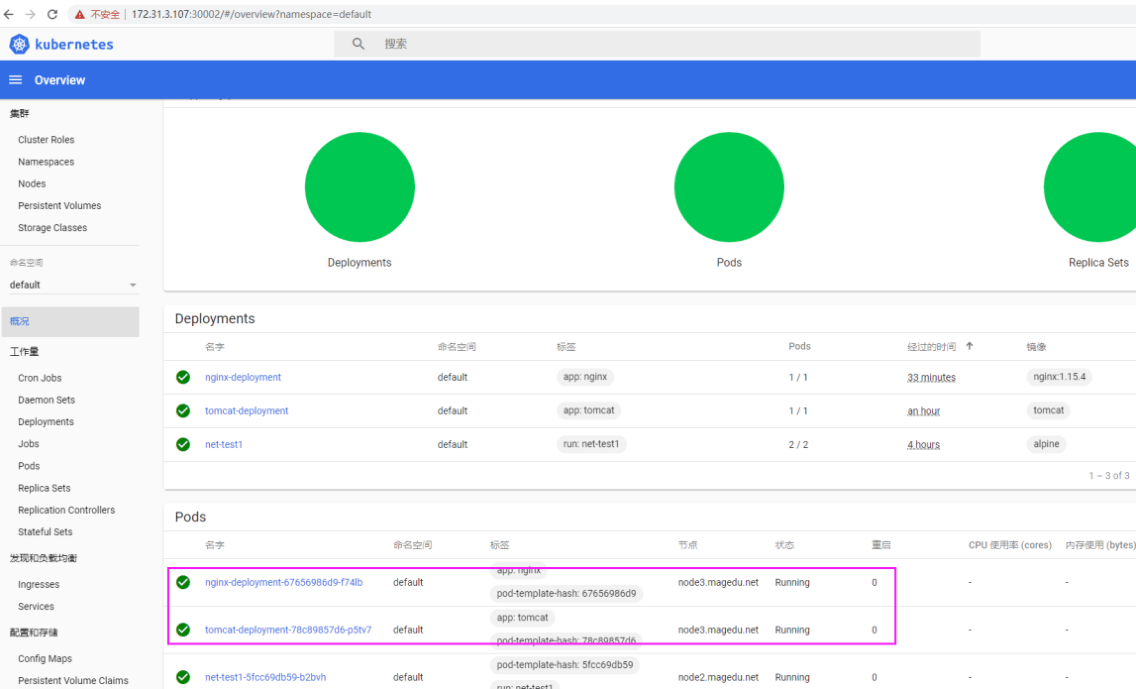 不安全 172.31.3.107:30002/#/overview?namespace=default
kubernetes 搜索
Overview
集群
Cluster Roles
Namespaces
Nodes
Persistent Volumes
Storage Classes
命名空间
default
概况
工作量
Cron Jobs
Daemon Sets
Deployments
Jobs
Pods
Replica Sets
Replication Controllers
Stateful Sets
发现和负载均衡
Ingresses
Services
配置和存储
Config Maps
Persistent Volume Claims
Deployments Pods Replica Sets
Deployments
名字 命名空间 标签 Pods 经过的时间 镜像
nginx-deployment default app: nginx 1 / 1 33 minutes nginx:1.15.4
tomcat-deployment default app: tomcat 1 / 1 an hour tomcat
net-test1 default run: net-test1 2 / 2 4 hours alpine
1 – 3 of 3
Pods
名字 命名空间 标签 节点 状态 重启 CPU 使用率 (cores) 内存使用 (bytes)
app: nginx
nginx-deployment-67656986d9-f74lb default node3.magedu.net Running 0 - -
pod-template-hash: 67656986d9
app: tomcat
tomcat-deployment-78c89857d6-p5tv7 default node3.magedu.net Running 0 - -
pod-template-hash: 78c89857d6
pod-template-hash: 5fcc69db59
net-test1-5fcc69db59-b2bvh default node2.magedu.net Running 0 - -
run: net-test1